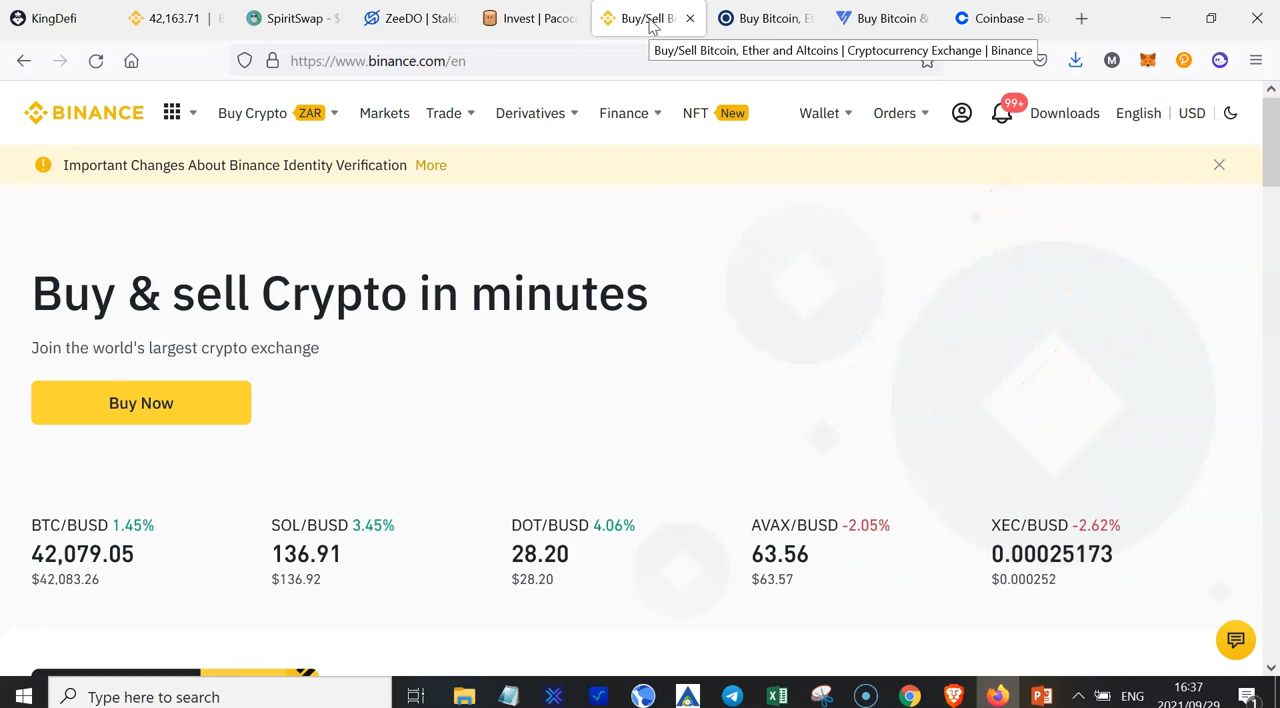 KingDefi
42,163.71 |
SpiritSwap - $
ZeeDO | Staki
Invest | Pacoca
Buy/Sell B
Buy Bitcoin, E
Buy Bitcoin &
Coinbase – Bu
Buy/Sell Bitcoin, Ether and Altcoins | Cryptocurrency Exchange | Binance
https://www.binance.com/en
M
BINANCE
Buy Crypto ZAR
Markets
Trade
Derivatives
Finance
NFT New
Wallet
Orders
99+
Downloads
English
USD
Important Changes About Binance Identity Verification More
Buy & sell Crypto in minutes
Join the world's largest crypto exchange
Buy Now
BTC/BUSD 1.45%
42,079.05
$42,083.26
SOL/BUSD 3.45%
136.91
$136.92
DOT/BUSD 4.06%
28.20
$28.20
AVAX/BUSD -2.05%
63.56
$63.57
XEC/BUSD -2.62%
0.00025173
$0.000252
Type here to search
ENG
16:37
2021/09/29
1